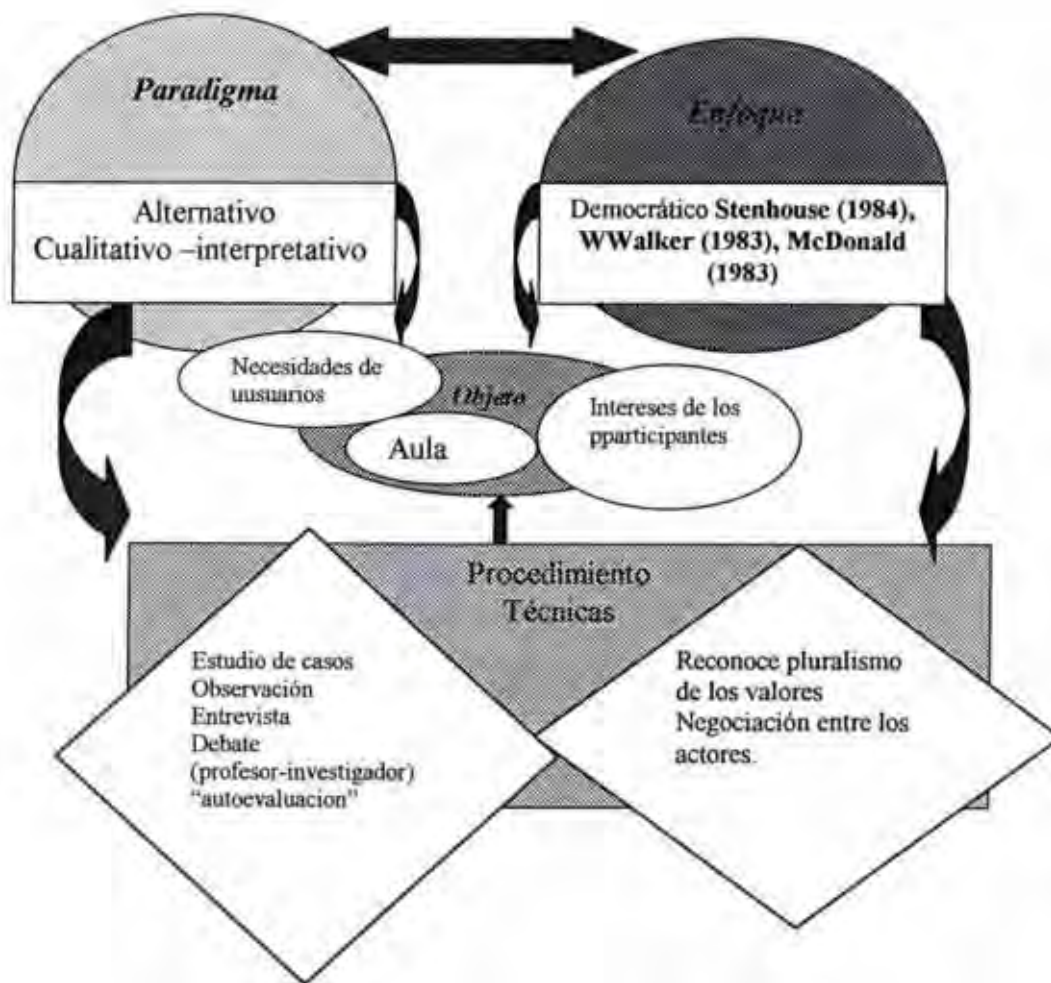 Paradigma
Alternativo
Cualitativo –interpretativo
Enfoque
Democrático Stenhouse (1984),
WWalker (1983), McDonald
(1983)
Necesidades de
uusuarios
Objeto
Aula
Intereses de los
pparticipantes
Procedimiento
Técnicas
Estudio de casos
Observación
Entrevista
Debate
(profesor-investigador)
“autoevaluacion”
Reconoce pluralismo
de los valores
Negociación entre los
actores.